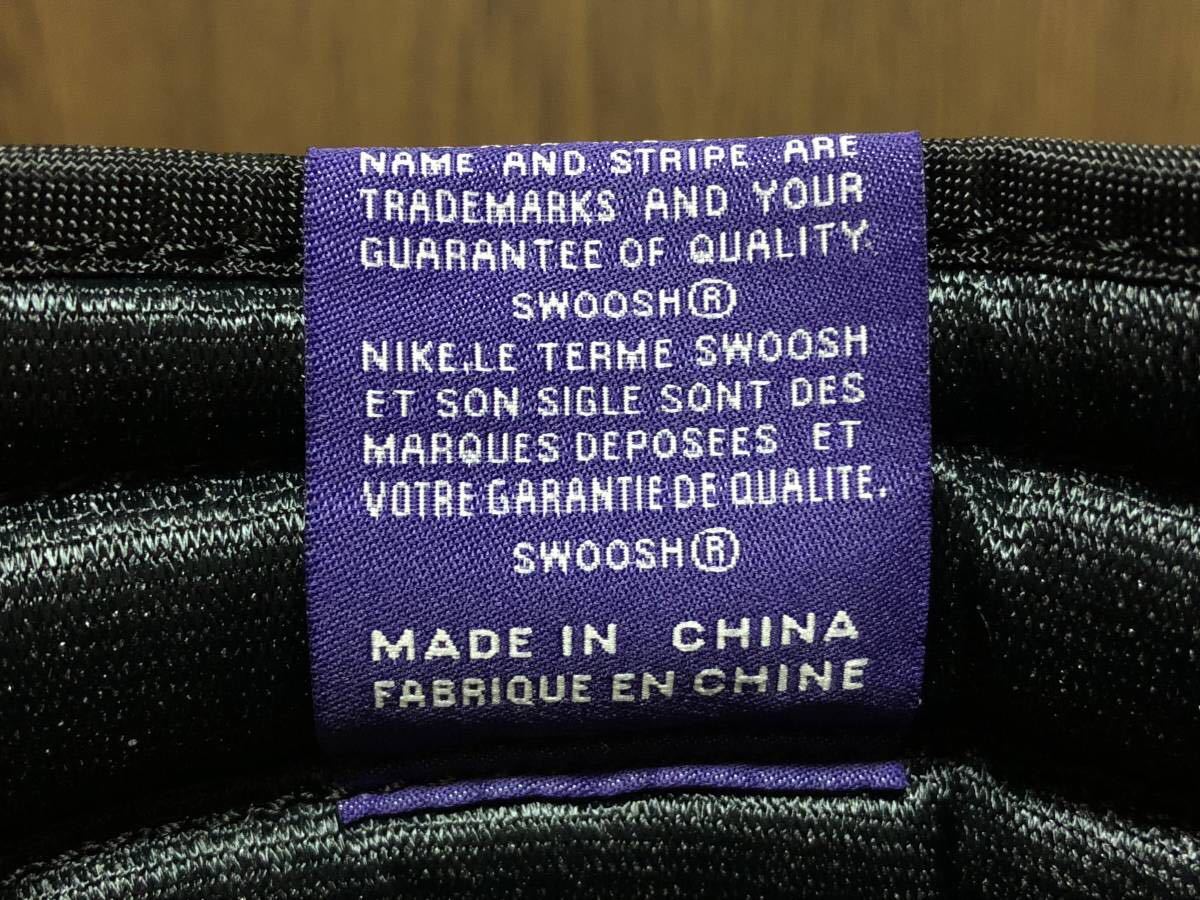 NAME AND STRIPE ARE
TRADEMARKS AND YOUR
GUARANTEE OF QUALITY.
SWOOSH®
NIKE,LE TERME SWOOSH
ET SON SIGLE SONT DES
MARQUES DEPOSEES ET
VOTRE GARANTIE DE QUALITE.
SWOOSH®
MADE IN CHINA
FABRIQUE EN CHINE